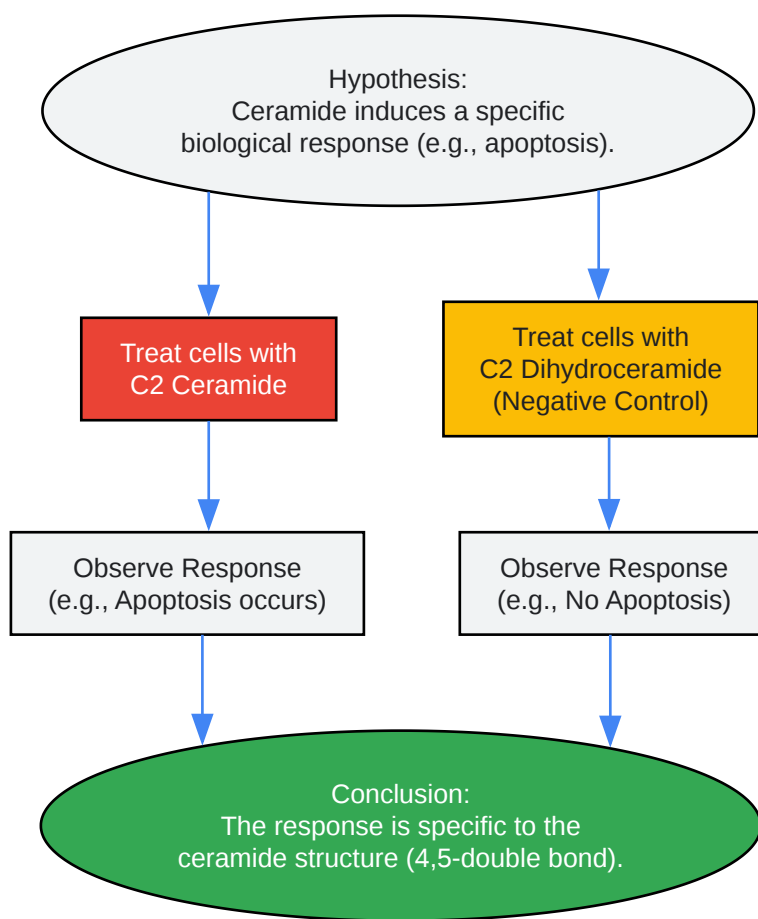 Hypothesis:
Ceramide induces a specific
biological response (e.g., apoptosis).
Treat cells with
C2 Ceramide
Treat cells with
C2 Dihydroceramide
(Negative Control)
Observe Response
(e.g., Apoptosis occurs)
Observe Response
(e.g., No Apoptosis)
Conclusion:
The response is specific to the
ceramide structure (4,5-double bond).